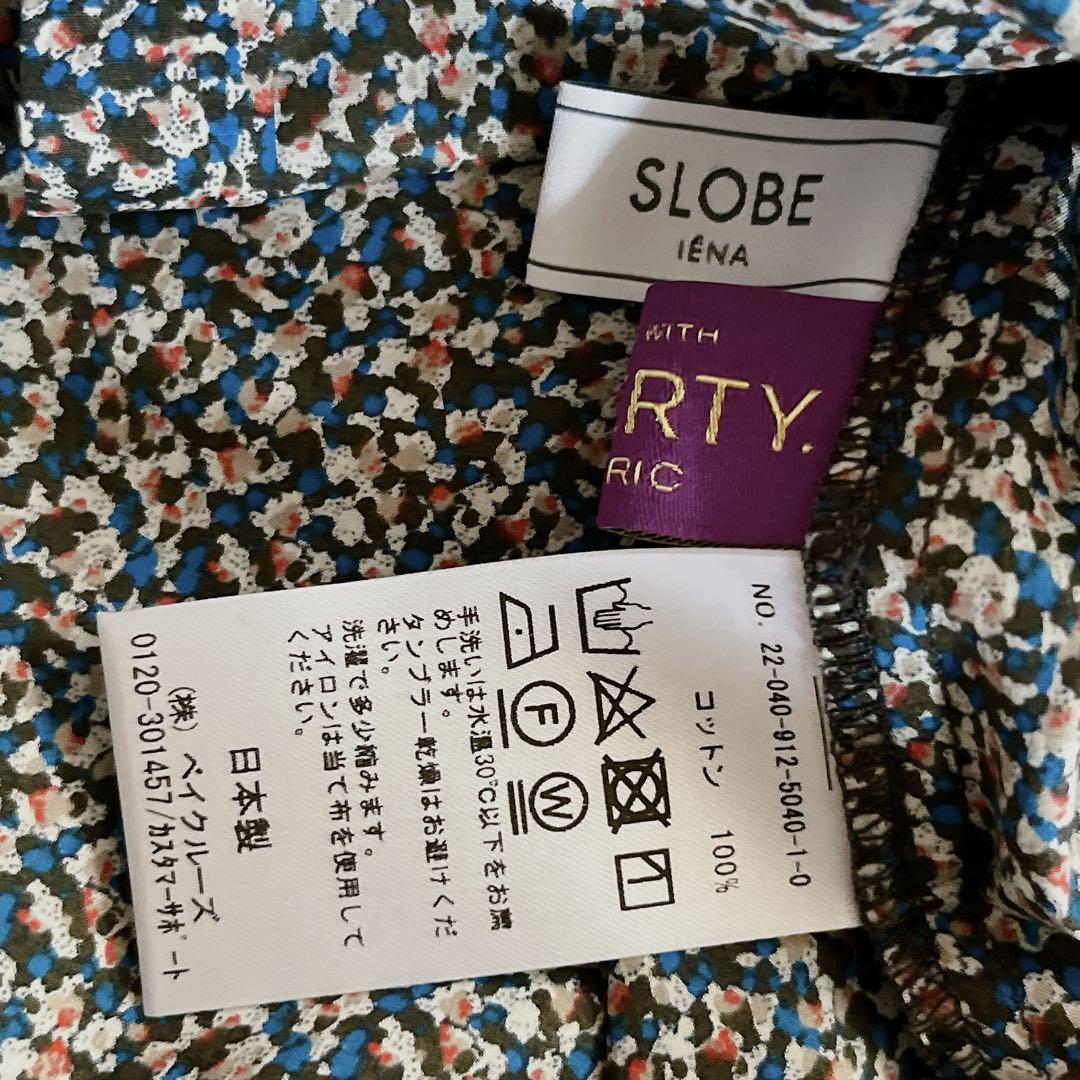 SLOBE
IÉNA
WITH
RTY.
RIC
NO. 22-040-912-5040-1-0
コットン 100%
F
W
手洗いは水温30℃以下をお薦
めします。
タンブラー乾燥はお避けくだ
さい。
洗濯で多少縮みます。
アイロンは当て布を使用して
ください。
日本製
(株) ベイクルーズ
0120-301457/カスタマーサポート